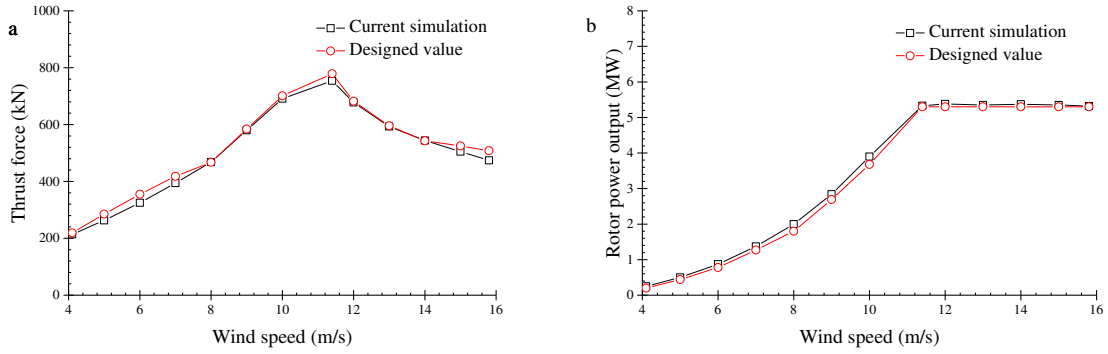 a
Current simulation
Designed value
Thrust force (kN)
1000
800
600
400
200
0
4 6 8 10 12 14 16
Wind speed (m/s)
b
Current simulation
Designed value
Rotor power output (MW)
8
7
6
5
4
3
2
1
0
4 6 8 10 12 14 16
Wind speed (m/s)